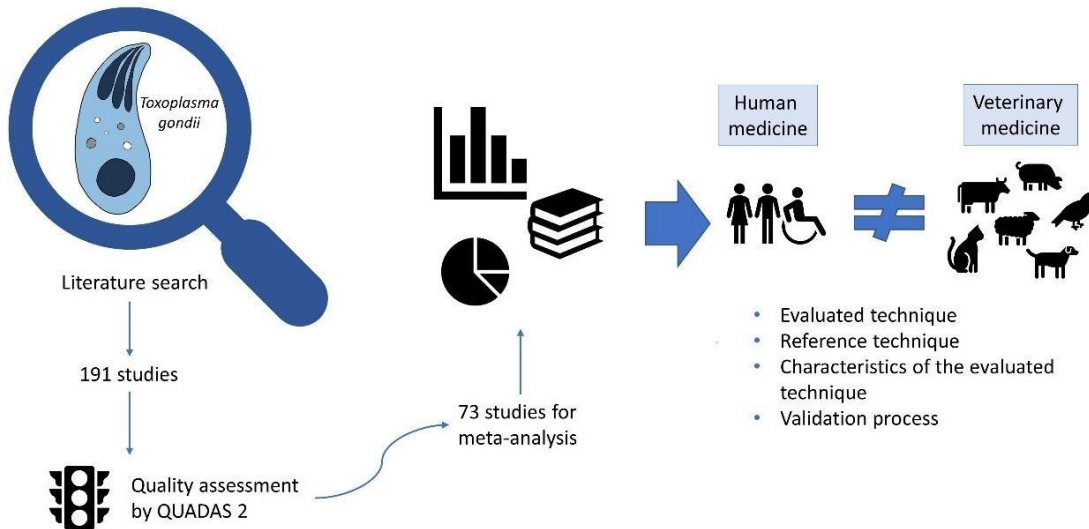 Toxoplasma
gondii
Literature search
191 studies
Quality assessment
by QUADAS 2
73 studies for
meta-analysis
Human
medicine
Veterinary
medicine
• Evaluated technique
• Reference technique
• Characteristics of the evaluated
technique
• Validation process